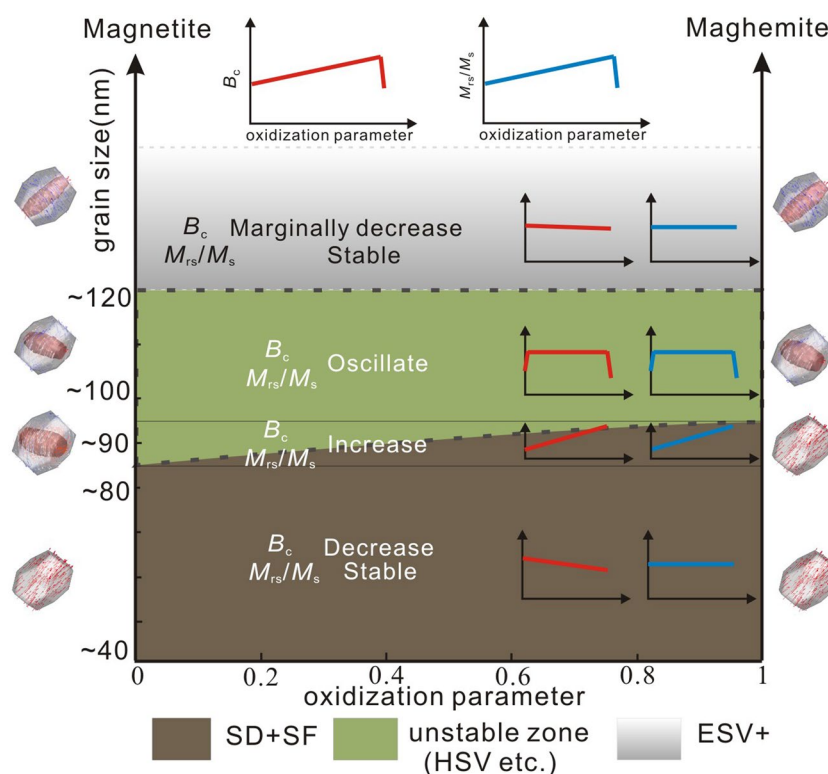 Magnetite
Maghemite
Bc
oxidization parameter
Mrs/Ms
oxidization parameter
grain size(nm)
Bc Marginally decrease
Mrs/Ms Stable
~120
Bc
Mrs/Ms Oscillate
~100
Bc
Mrs/Ms Increase
~90
~80
Bc Decrease
Mrs/Ms Stable
~40
0 0.2 0.4 0.6 0.8 1
oxidization parameter
SD+SF
unstable zone
(HSV etc.)
ESV+